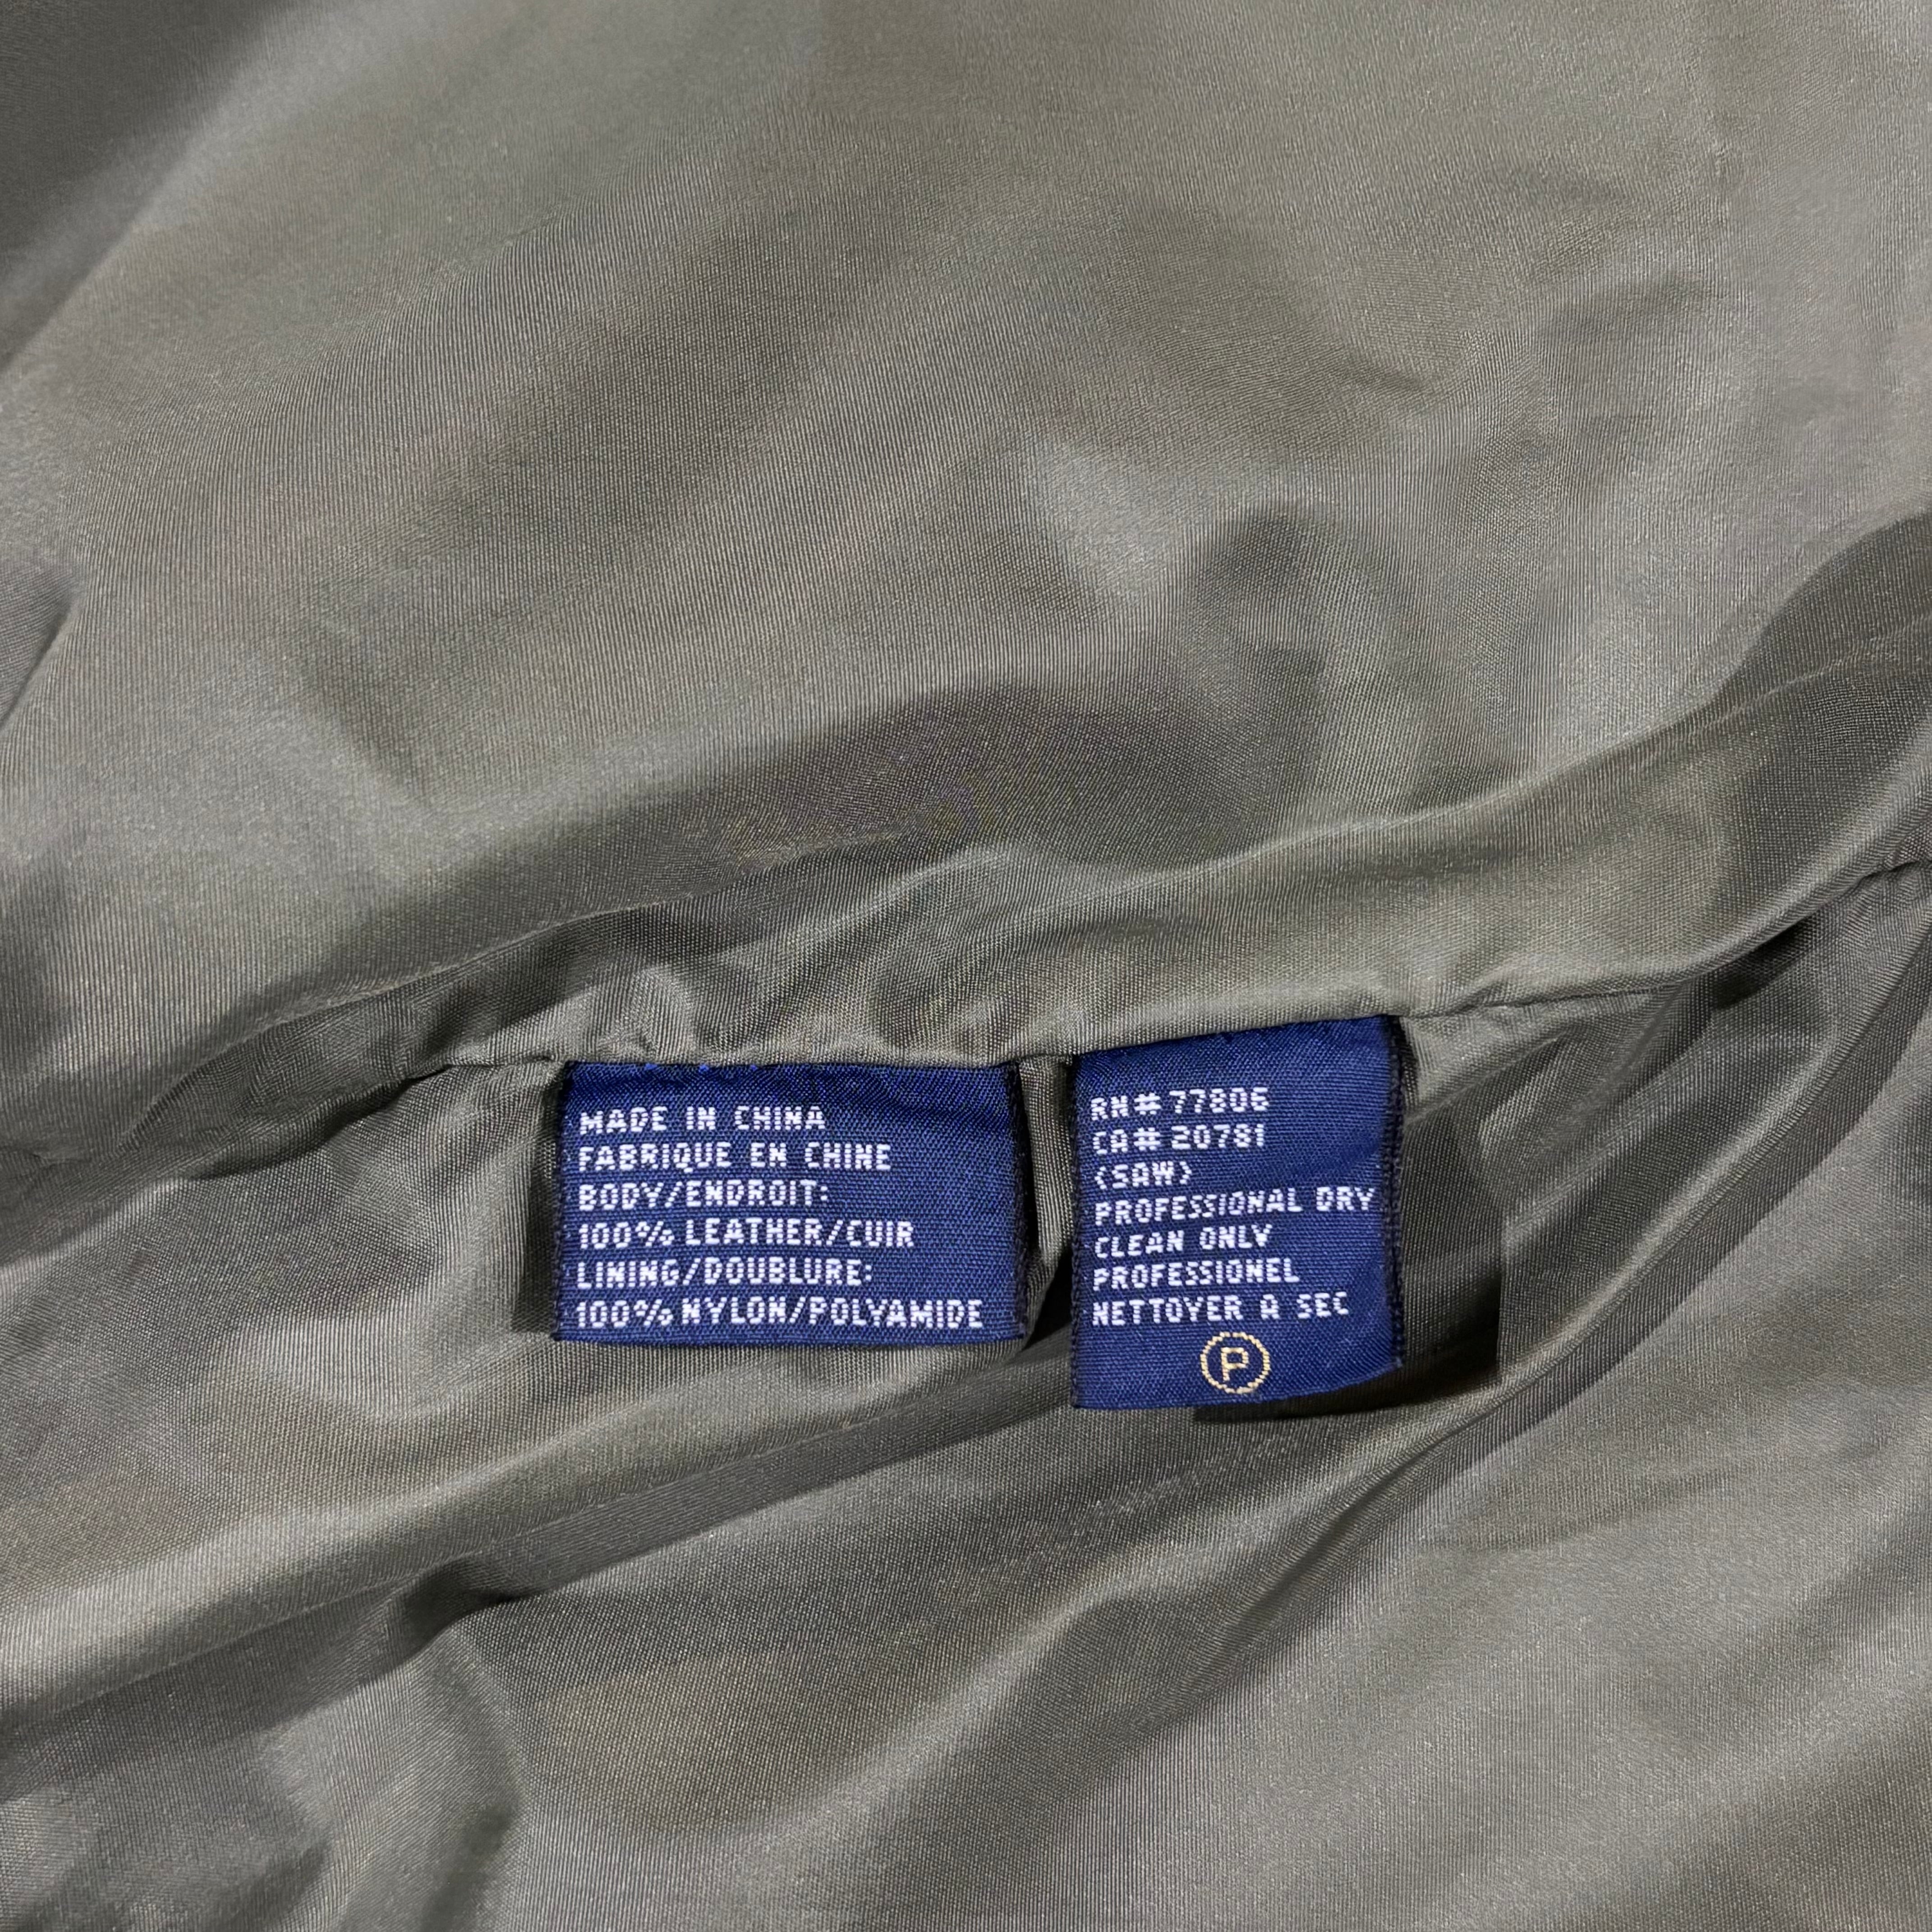 MADE IN CHINA
FABRIQUE EN CHINE
BODY/ENDROIT:
100% LEATHER/CUIR
LINING/DOUBLURE:
100% NYLON/POLYAMIDE
RN# 77806
CA# 20781
(SAW)
PROFESSIONAL DRY
CLEAN ONLY
PROFESSIONEL
NETTOYER A SEC
P